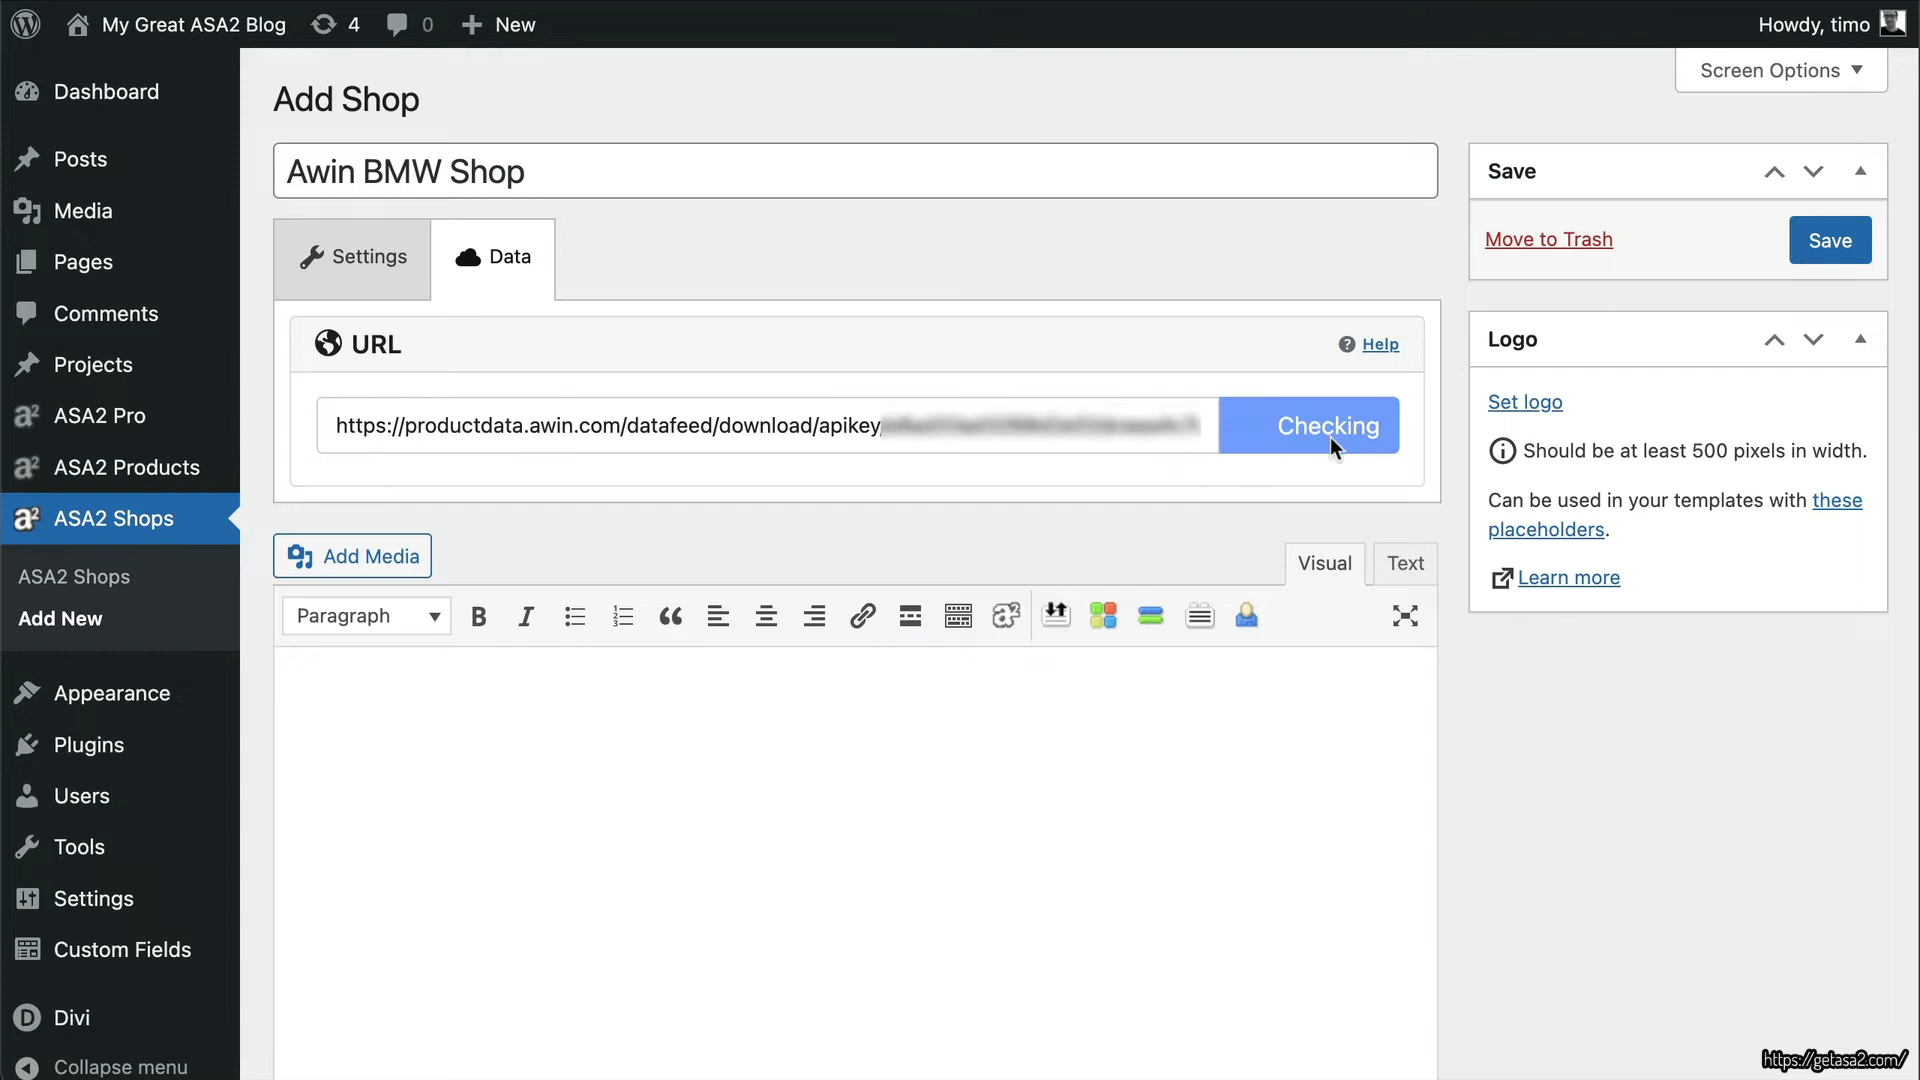 My Great ASA2 Blog 4 0 New Howdy, timo
Screen Options
Dashboard
Posts
Media
Pages
Comments
Projects
a² ASA2 Pro
a² ASA2 Products
a² ASA2 Shops
ASA2 Shops
Add New
Appearance
Plugins
Users
Tools
Settings
Custom Fields
Divi
Collapse menu
Add Shop
Awin BMW Shop
Settings Data
URL Help
https://productdata.awin.com/datafeed/download/apikey/ Checking
Add Media Visual Text
Paragraph
Save
Move to Trash Save
Logo
Set logo
Should be at least 500 pixels in width.
Can be used in your templates with these
placeholders.
Learn more
https://getasa2.com/